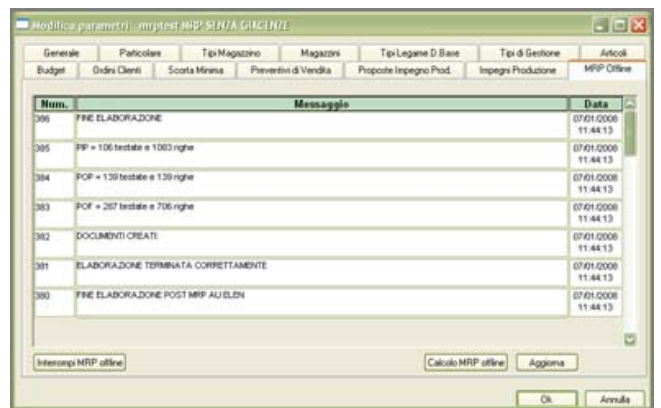 Modifica parametri: mrptest MRP SENZA GIACENZE
Generale Particolare Tipi Magazzino Magazzini Tipi Legame D.Base Tipi di Gestione Articoli
Budget Ordini Clienti Scorta Minima Preventivi di Vendita Proposte Impegno Prod. Impegni Produzione MRP Offline
Num. Messaggio Data
386 FINE ELABORAZIONE 07/01/2008
11:44:13
385 PIP = 106 testate e 1083 righe 07/01/2008
11:44:13
384 POP = 139 testate e 139 righe 07/01/2008
11:44:13
383 POF = 287 testate e 706 righe 07/01/2008
11:44:13
382 DOCUMENTI CREATI: 07/01/2008
11:44:13
381 ELABORAZIONE TERMINATA CORRETTAMENTE 07/01/2008
11:44:13
380 FINE ELABORAZIONE POST MRP AU ELEN 07/01/2008
11:44:13
Interrompi MRP offline Calcolo MRP offline Aggiorna
Ok Annulla